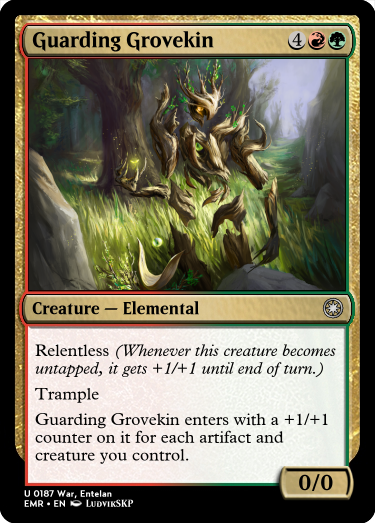 Guarding Grovekin 4
Creature — Elemental
Relentless (Whenever this creature becomes
untapped, it gets +1/+1 until end of turn.)
Trample
Guarding Grovekin enters with a +1/+1
counter on it for each artifact and
creature you control.
0/0
U 0187 War, Entelan
EMR • EN LudvikSKP